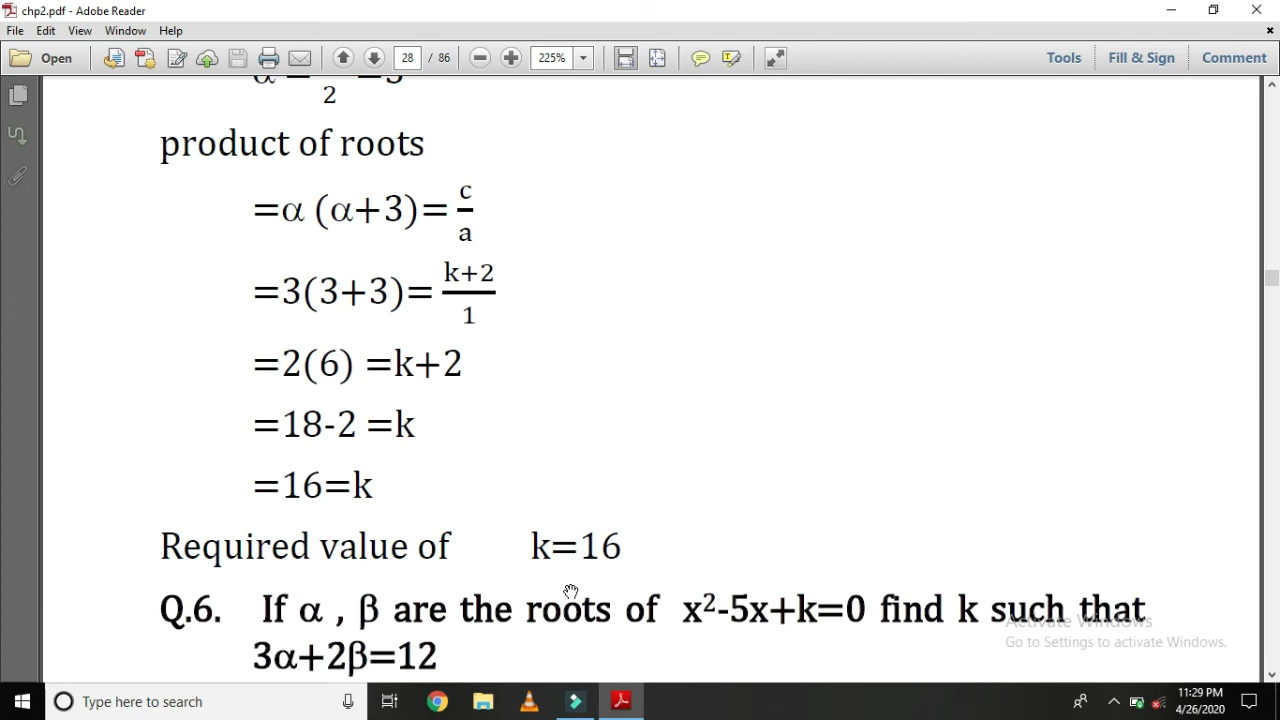 chp2.pdf - Adobe Reader
File Edit View Window Help
Open 28 / 86 225% Tools Fill & Sign Comment
2
product of roots
=α (α+3)= c/a
=3(3+3)= k+2/1
=2(6) =k+2
=18-2 =k
=16=k
Required value of k=16
Q.6. If α , β are the roots of x²-5x+k=0 find k such that
3α+2β=12
Activate Windows
Go to Settings to activate Windows.
Type here to search
11:29 PM
4/26/2020